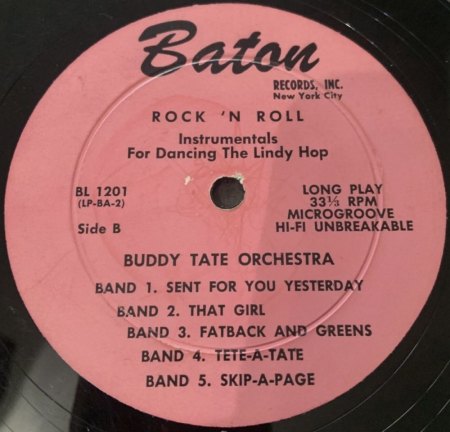 Baton
RECORDS, INC.
New York City
ROCK 'N ROLL
Instrumentals
For Dancing The Lindy Hop
BL 1201
(LP-BA-2)
Side B
LONG PLAY
33⅓ RPM
MICROGROOVE
HI-FI UNBREAKABLE
BUDDY TATE ORCHESTRA
BAND 1. SENT FOR YOU YESTERDAY
BAND 2. THAT GIRL
BAND 3. FATBACK AND GREENS
BAND 4. TETE-A-TATE
BAND 5. SKIP-A-PAGE